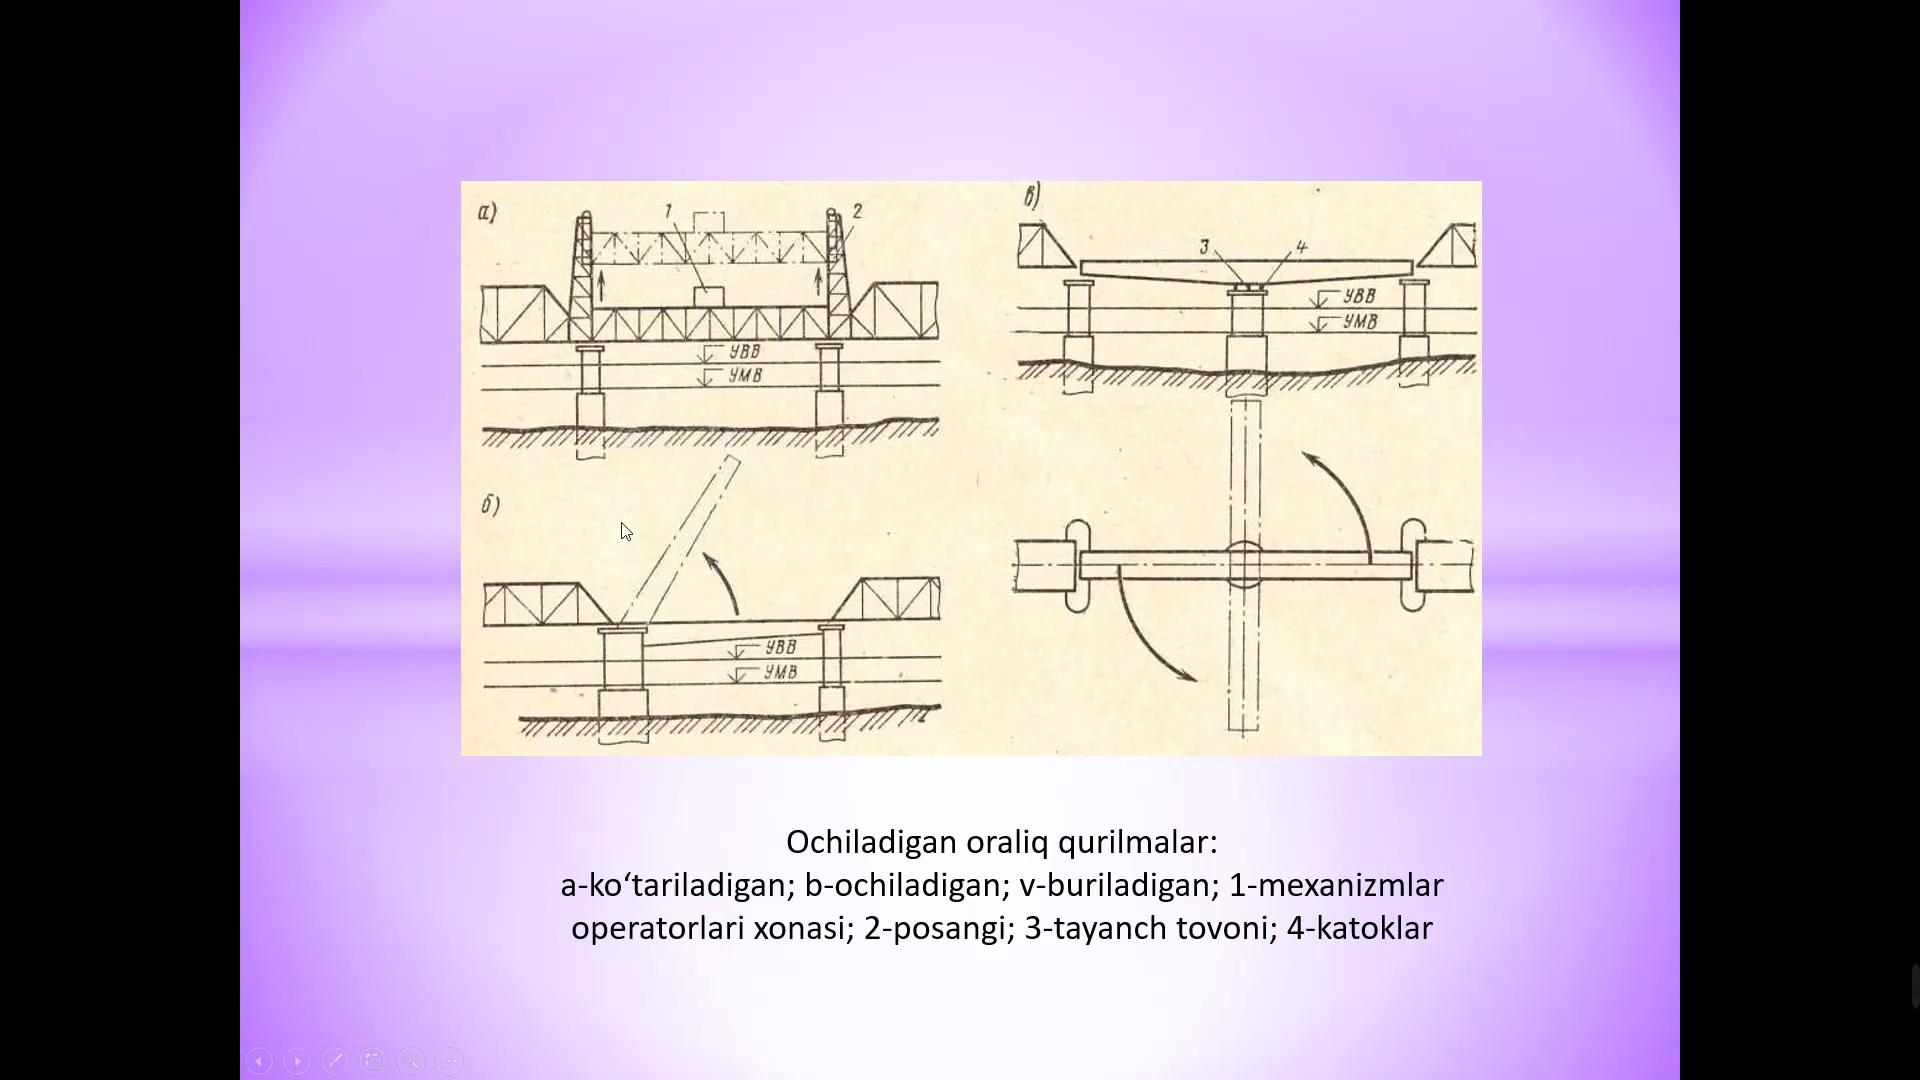 а)
1
2
УВВ
УМВ
б)
УВВ
УМВ
в)
3
4
УВВ
УМВ
Ochiladigan oraliq qurilmalar:
a-ko‘tariladigan; b-ochiladigan; v-buriladigan; 1-mexanizmlar
operatorlari xonasi; 2-posangi; 3-tayanch tovoni; 4-katoklar